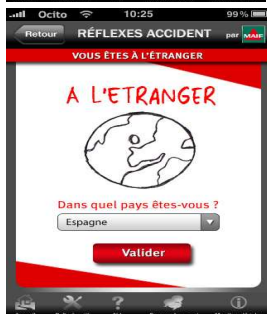 Ocito 10:25 99%
Retour RÉFLEXES ACCIDENT par MAIF
VOUS ÊTES À L'ÉTRANGER
A L'ETRANGER
Dans quel pays êtes-vous ?
Espagne
Valider
?